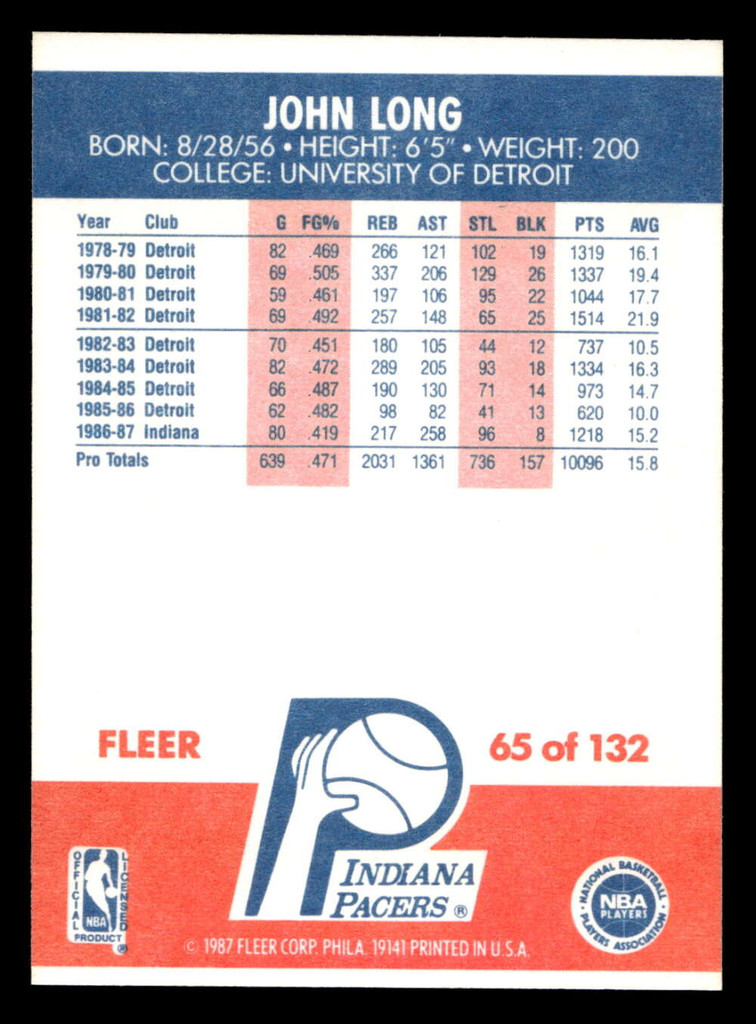 JOHN LONG
BORN: 8/28/56 • HEIGHT: 6'5" • WEIGHT: 200
COLLEGE: UNIVERSITY OF DETROIT
Year Club G FG% REB AST STL BLK PTS AVG
1978-79 Detroit 82 .469 266 121 102 19 1319 16.1
1979-80 Detroit 69 .505 337 206 129 26 1337 19.4
1980-81 Detroit 59 .461 197 106 95 22 1044 17.7
1981-82 Detroit 69 .492 257 148 65 25 1514 21.9
1982-83 Detroit 70 .451 180 105 44 12 737 10.5
1983-84 Detroit 82 .472 289 205 93 18 1334 16.3
1984-85 Detroit 66 .487 190 130 71 14 973 14.7
1985-86 Detroit 62 .482 98 82 41 13 620 10.0
1986-87 Indiana 80 .419 217 258 96 8 1218 15.2
Pro Totals 639 .471 2031 1361 736 157 10096 15.8
FLEER
65 of 132
INDIANA
PACERS ®
OFFICIAL
LICENSED
NBA
PRODUCT ®
NATIONAL BASKETBALL
NBA
PLAYERS
PLAYERS ASSOCIATION
© 1987 FLEER CORP. PHILA. 19141 PRINTED IN U.S.A.